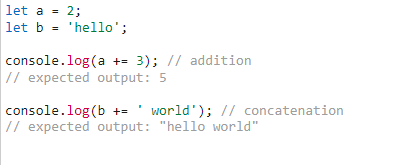 let a = 2;
let b = 'hello';
console.log(a += 3); // addition
// expected output: 5
console.log(b += ' world'); // concatenation
// expected output: "hello world"